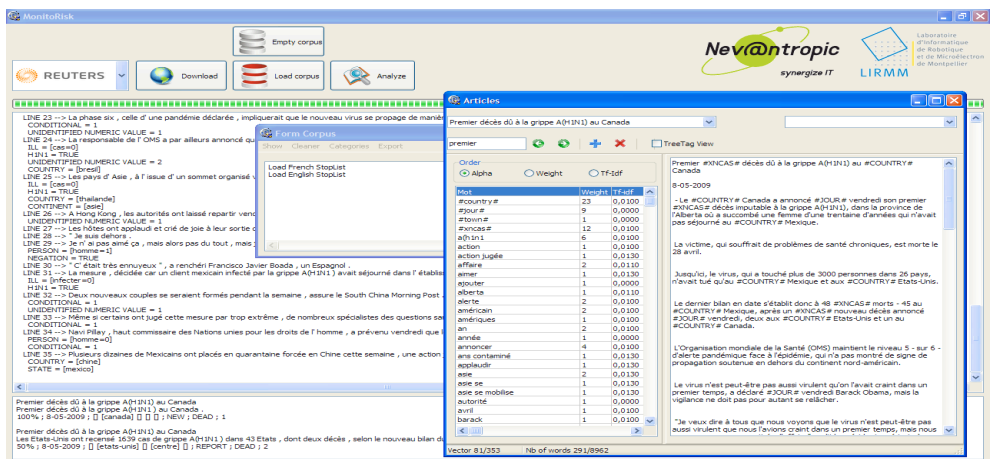 MonitoRisk
Empty corpus
REUTERS
Download
Load corpus
Analyze
Nev@ntropic
synergize IT
LIRMM
Laboratoire
d'Informatique
de Robotique
et de Microélectron
de Montpellier
LINE 23 --> La phase six , celle d' une pandémie déclarée , impliquerait que le nouveau virus se propage de maniè
CONDITIONAL = 1
UNIDENTIFIED NUMERIC VALUE = 1
LINE 24 --> La responsable de l' OMS a par ailleurs annoncé qu
ILL = [cas=0]
H1N1 = TRUE
UNIDENTIFIED NUMERIC VALUE = 2
COUNTRY = [bresil]
LINE 25 --> Les pays d' Asie , à l' issue d' un sommet organisé
ILL = [cas=0]
H1N1 = TRUE
COUNTRY = [thailande]
CONTINENT = [asie]
LINE 26 --> A Hong Kong , les autorités ont laissé repartir vend
UNIDENTIFIED NUMERIC VALUE = 1
LINE 27 --> Les hôtes ont applaudi et crié de joie à leur sortie
LINE 28 --> " Je suis dehors .
LINE 29 --> Je n' ai pas aimé ça , mais alors pas du tout , mais
PERSON = [homme=1]
NEGATION = TRUE
LINE 30 --> " C' était très ennuyeux " , a renchéri Francisco Javier Boada , un Espagnol .
LINE 31 --> La mesure , décidée car un client mexicain infecté par la grippe A(H1N1 ) avait séjourné dans l' établis
ILL = [infecter=0]
H1N1 = TRUE
LINE 32 --> Deux nouveaux couples se seraient formés pendant la semaine , assure le South China Morning Post .
CONDITIONAL = 1
UNIDENTIFIED NUMERIC VALUE = 1
LINE 33 --> Même si certains ont jugé cette mesure par trop extrême , de nombreux spécialistes des questions sa
CONDITIONAL = 1
LINE 34 --> Navi Pillay , haut commissaire des Nations unies pour les droits de l' homme , a prévenu vendredi que l
PERSON = [homme=0]
CONDITIONAL = 1
LINE 35 --> Plusieurs dizaines de Mexicains ont placés en quarantaine forcée en Chine cette semaine , une action
COUNTRY = [chine]
STATE = [mexico]
Premier décès dû à la grippe A(H1N1) au Canada
Premier décès dû à la grippe A(H1N1 ) au Canada .
100% ; 8-05-2009 ; [] [canada] [] [] [] ; NEW ; DEAD ; 1
Premier décès dû à la grippe A(H1N1) au Canada
Les Etats-Unis ont recensé 1639 cas de grippe A(H1N1 ) dans 43 Etats , dont deux décès , selon le nouveau bilan du
50% ; 8-05-2009 ; [] [etats-unis] [] [centre] [] ; REPORT ; DEAD ; 2
Form Corpus
Show Cleaner Categories Export
Load French StopList
Load English StopList
Articles
Premier décès dû à la grippe A(H1N1) au Canada
premier
TreeTag View
Order
Alpha Weight Tf-Idf
Mot Weight Tf-idf
#country# 23 0,0100
#jour# 9 0,0000
#town# 1 0,0000
#xncas# 12 0,0100
a(h1n1 6 0,0100
action 1 0,0100
action jugée 1 0,0130
affaire 2 0,0110
aimer 1 0,0130
ajouter 1 0,0000
alberta 1 0,0110
alerte 2 0,0100
américain 2 0,0100
amériques 1 0,0100
an 2 0,0100
année 1 0,0000
annoncer 4 0,0100
ans contaminé 1 0,0130
applaudir 1 0,0130
asie 2 0,0130
asie se 1 0,0130
asie se mobilise 1 0,0130
autorité 1 0,0000
avril 1 0,0100
barack 1 0,0100
Premier #XNCAS# décès dû à la grippe A(H1N1) au #COUNTRY#
Canada
8-05-2009
- Le #COUNTRY# Canada a annoncé #JOUR# vendredi son premier
#XNCAS# décès imputable à la grippe A(H1N1), dans la province de
l'Alberta où a succombé une femme d'une trentaine d'années qui n'avait
pas séjourné au #COUNTRY# Mexique.
La victime, qui souffrait de problèmes de santé chroniques, est morte le
28 avril.
Jusqu'ici, le virus, qui a touché plus de 3000 personnes dans 26 pays,
n'avait tué qu'au #COUNTRY# Mexique et aux #COUNTRY# Etats-Unis.
Le dernier bilan en date s'établit donc à 48 #XNCAS# morts - 45 au
#COUNTRY# Mexique, après un #XNCAS# nouveau décès annoncé
#JOUR# vendredi, deux aux #COUNTRY# Etats-Unis et un au
#COUNTRY# Canada.
L'Organisation mondiale de la Santé (OMS) maintient le niveau 5 - sur 6 -
d'alerte pandémique face à l'épidémie, qui n'a pas montré de signe de
propagation soutenue en dehors du continent nord-américain.
Le virus n'est peut-être pas aussi virulent qu'on l'avait craint dans un
premier temps, a déclaré #JOUR# vendredi Barack Obama, mais la
vigilance ne doit pas pour autant se relâcher.
"Je veux dire à tous que nous voyons que le virus n'est peut-être pas
aussi virulent que nous l'avions craint dans un premier temps, mais nous
Vector 81/353 Nb of words 291/8962